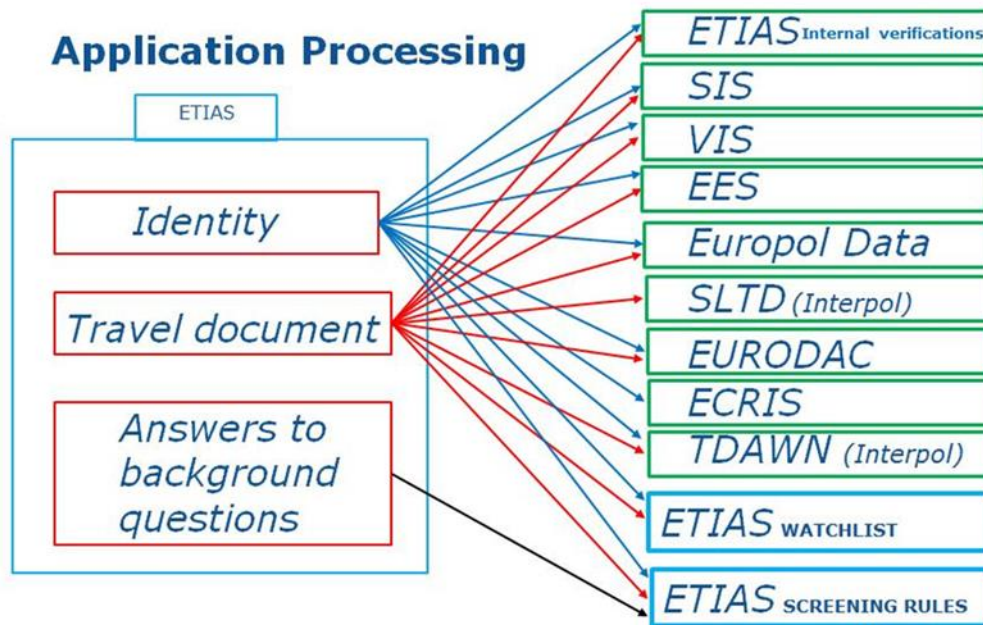 Application Processing
ETIAS
Identity
Travel document
Answers to
background
questions
ETIAS Internal verifications
SIS
VIS
EES
Europol Data
SLTD (Interpol)
EURODAC
ECRIS
TDAWN (Interpol)
ETIAS WATCHLIST
ETIAS SCREENING RULES